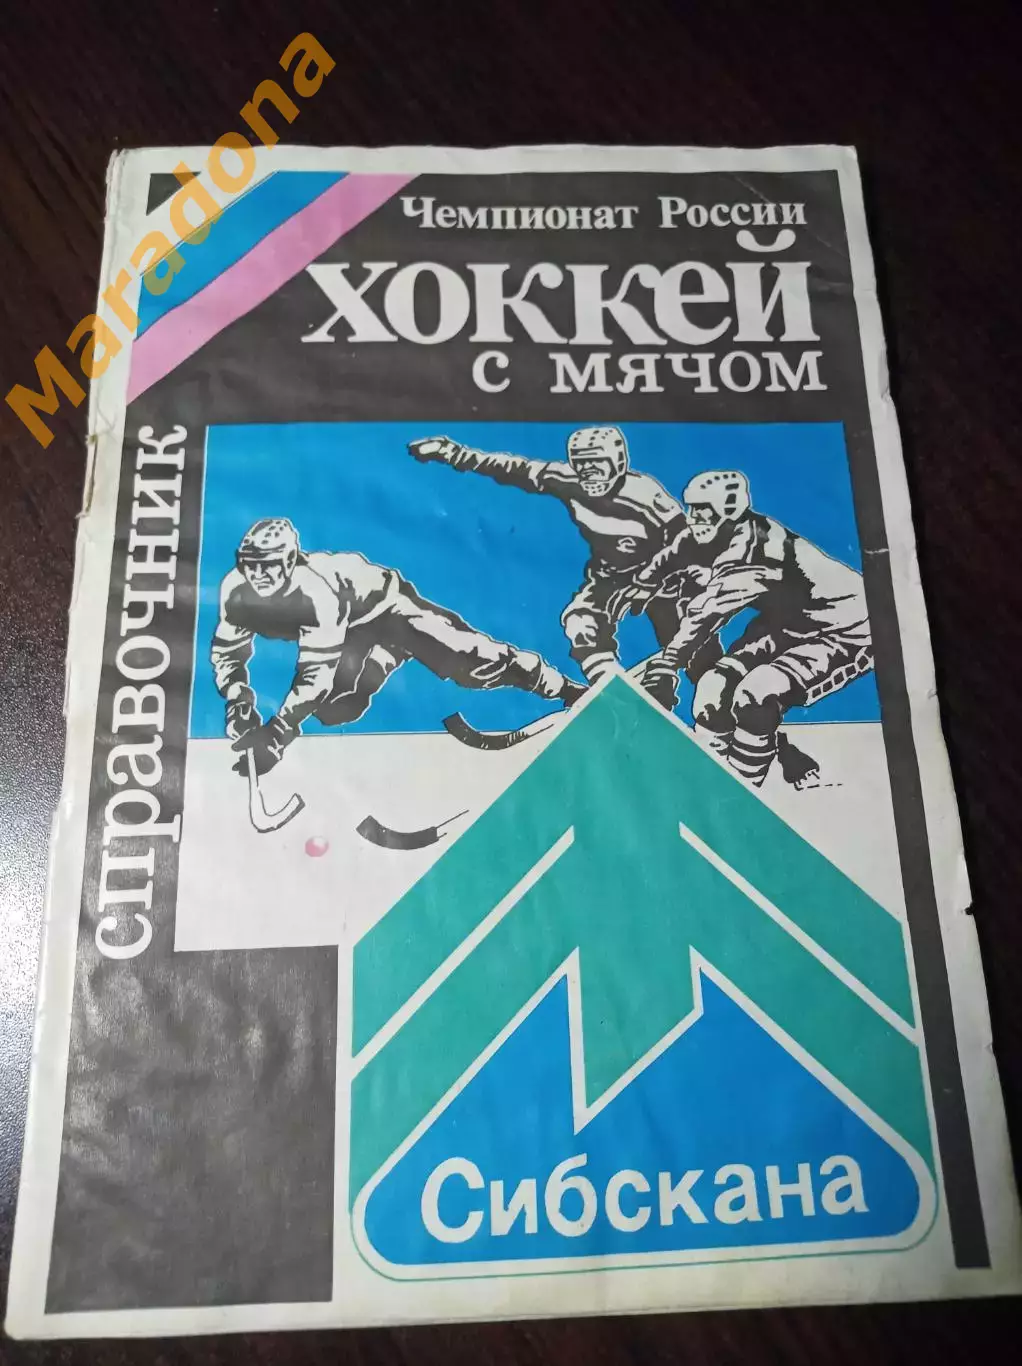 Maradona
Чемпионат России
хоккей
с мячом
справочник
Сибскана